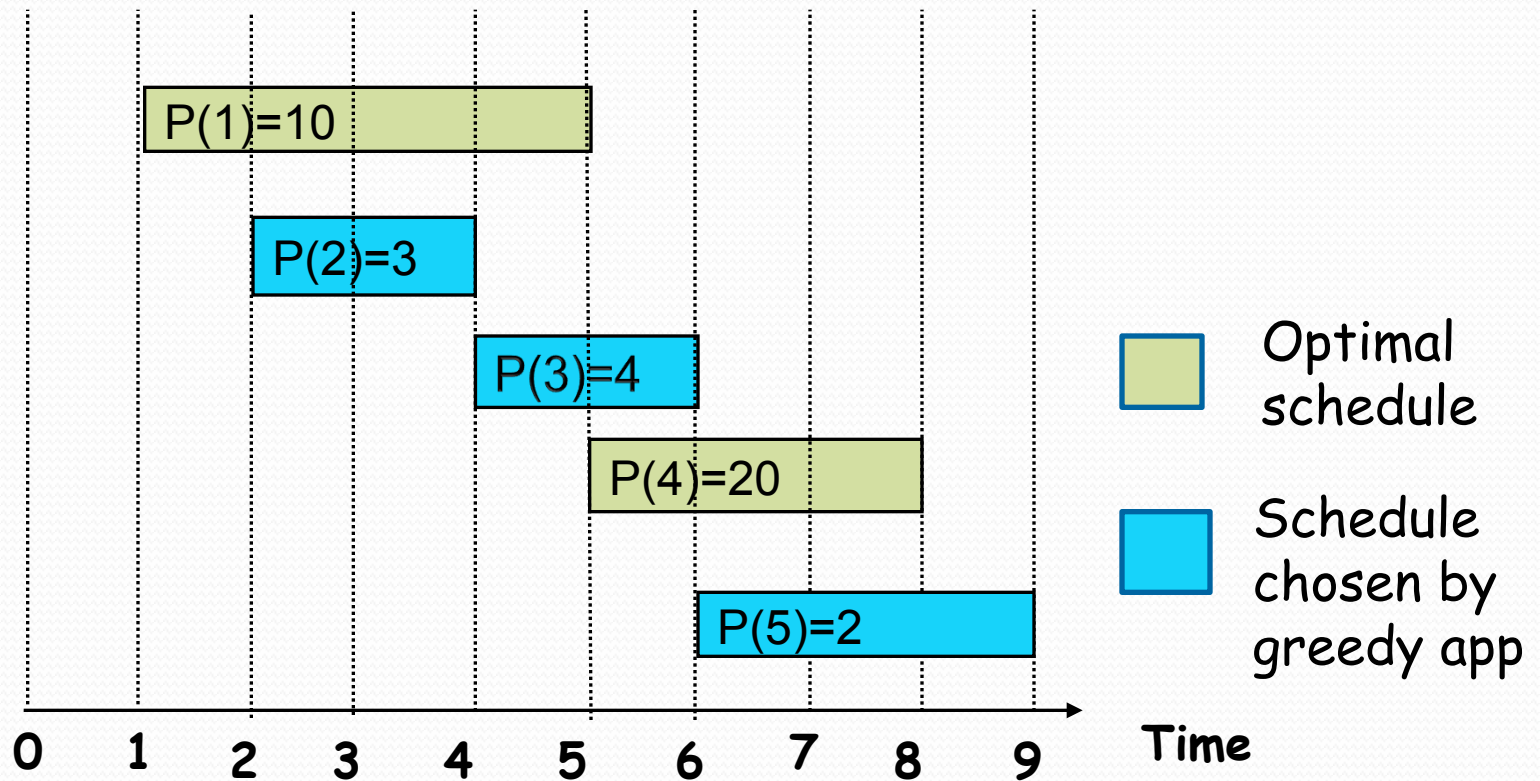 P(1)=10
P(2)=3
P(3)=4
P(4)=20
P(5)=2
Optimal
schedule
Schedule
chosen by
greedy app
0 1 2 3 4 5 6 7 8 9 Time